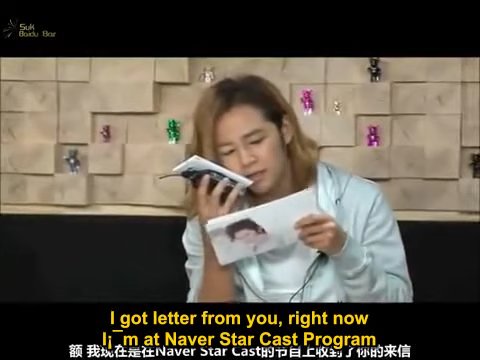 Suk
Baidu Bar
I got letter from you, right now
I¡¯m at Naver Star Cast Program
额 我现在是在Naver Star Cast的节目上收到了你的来信